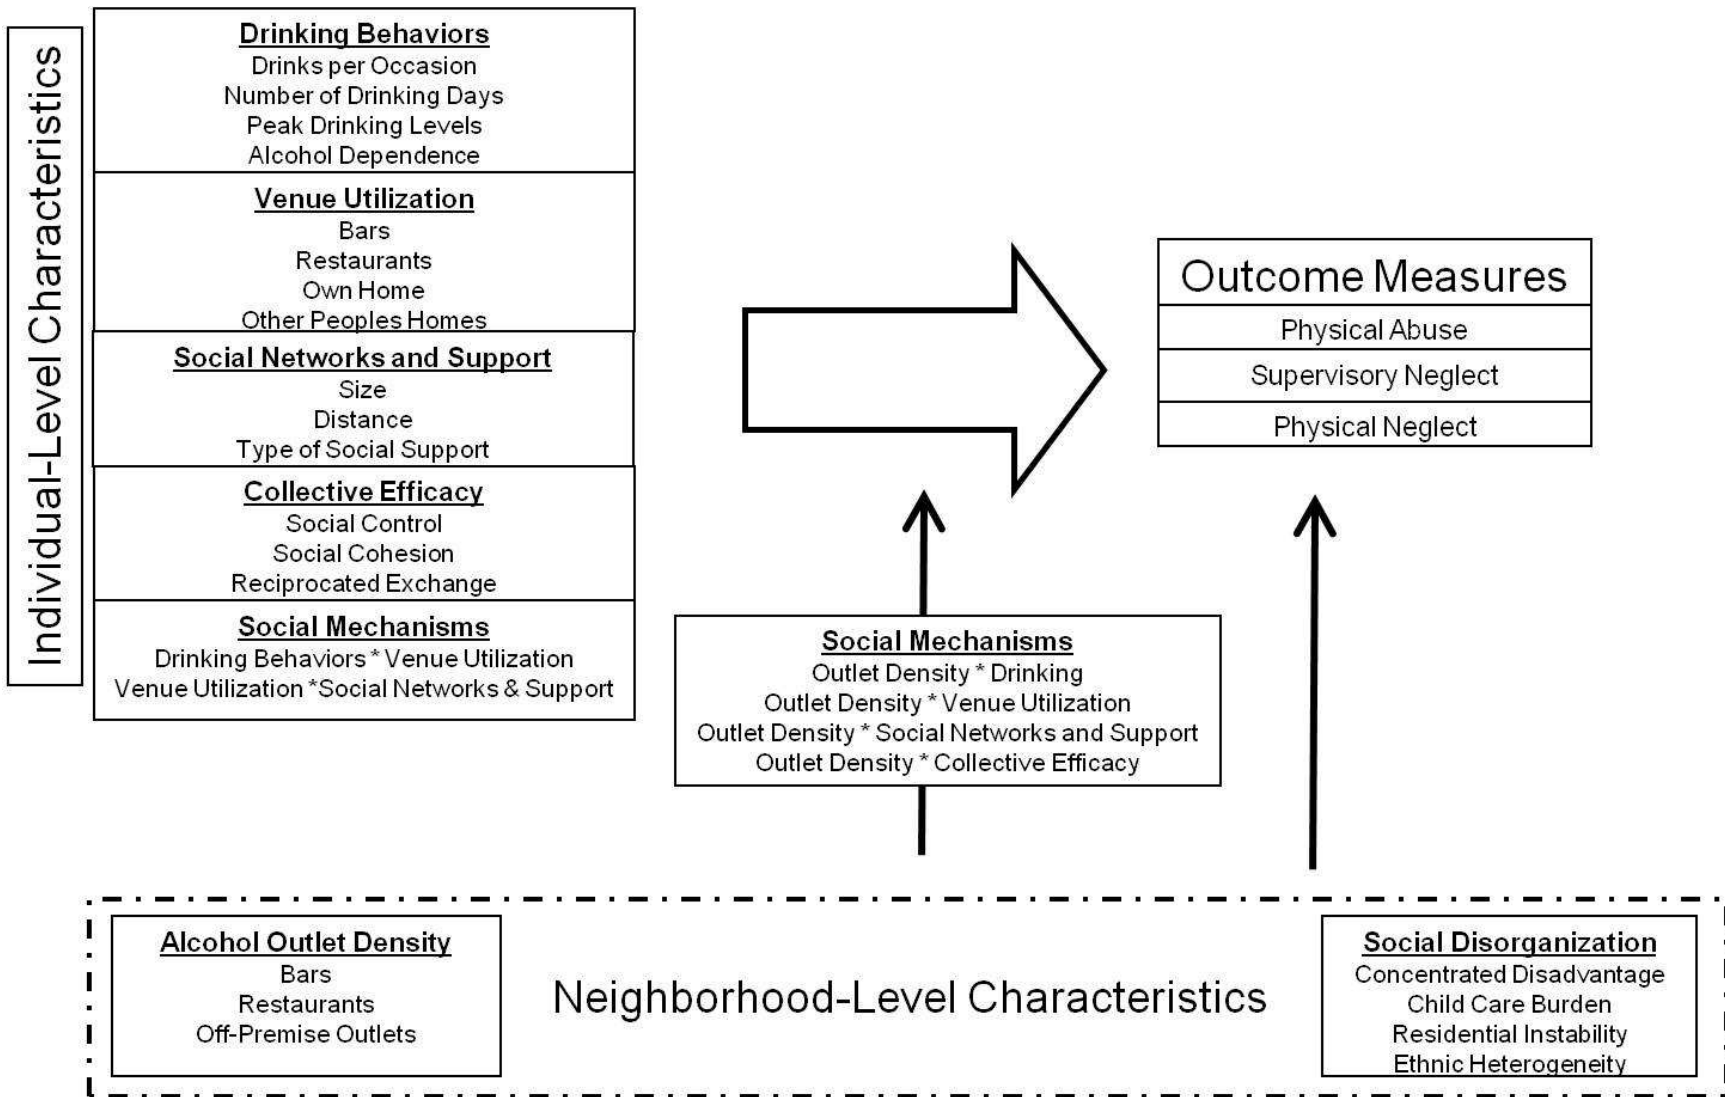 Individual-Level Characteristics
Drinking Behaviors
Drinks per Occasion
Number of Drinking Days
Peak Drinking Levels
Alcohol Dependence
Venue Utilization
Bars
Restaurants
Own Home
Other Peoples Homes
Social Networks and Support
Size
Distance
Type of Social Support
Collective Efficacy
Social Control
Social Cohesion
Reciprocated Exchange
Social Mechanisms
Drinking Behaviors * Venue Utilization
Venue Utilization *Social Networks & Support
Outcome Measures
Physical Abuse
Supervisory Neglect
Physical Neglect
Social Mechanisms
Outlet Density * Drinking
Outlet Density * Venue Utilization
Outlet Density * Social Networks and Support
Outlet Density * Collective Efficacy
Alcohol Outlet Density
Bars
Restaurants
Off-Premise Outlets
Neighborhood-Level Characteristics
Social Disorganization
Concentrated Disadvantage
Child Care Burden
Residential Instability
Ethnic Heterogeneity